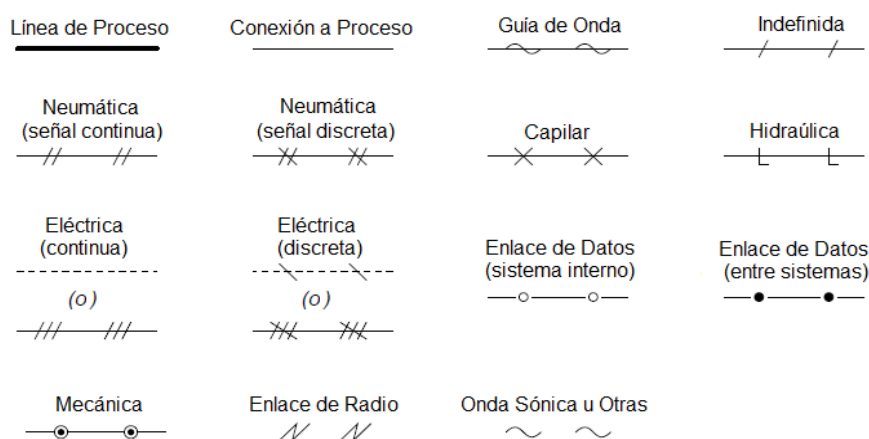 Línea de Proceso
Conexión a Proceso
Guía de Onda
Indefinida
Neumática
(señal continua)
Neumática
(señal discreta)
Capilar
Hidraúlica
Eléctrica
(continua)
(o)
Eléctrica
(discreta)
(o)
Enlace de Datos
(sistema interno)
Enlace de Datos
(entre sistemas)
Mecánica
Enlace de Radio
Onda Sónica u Otras